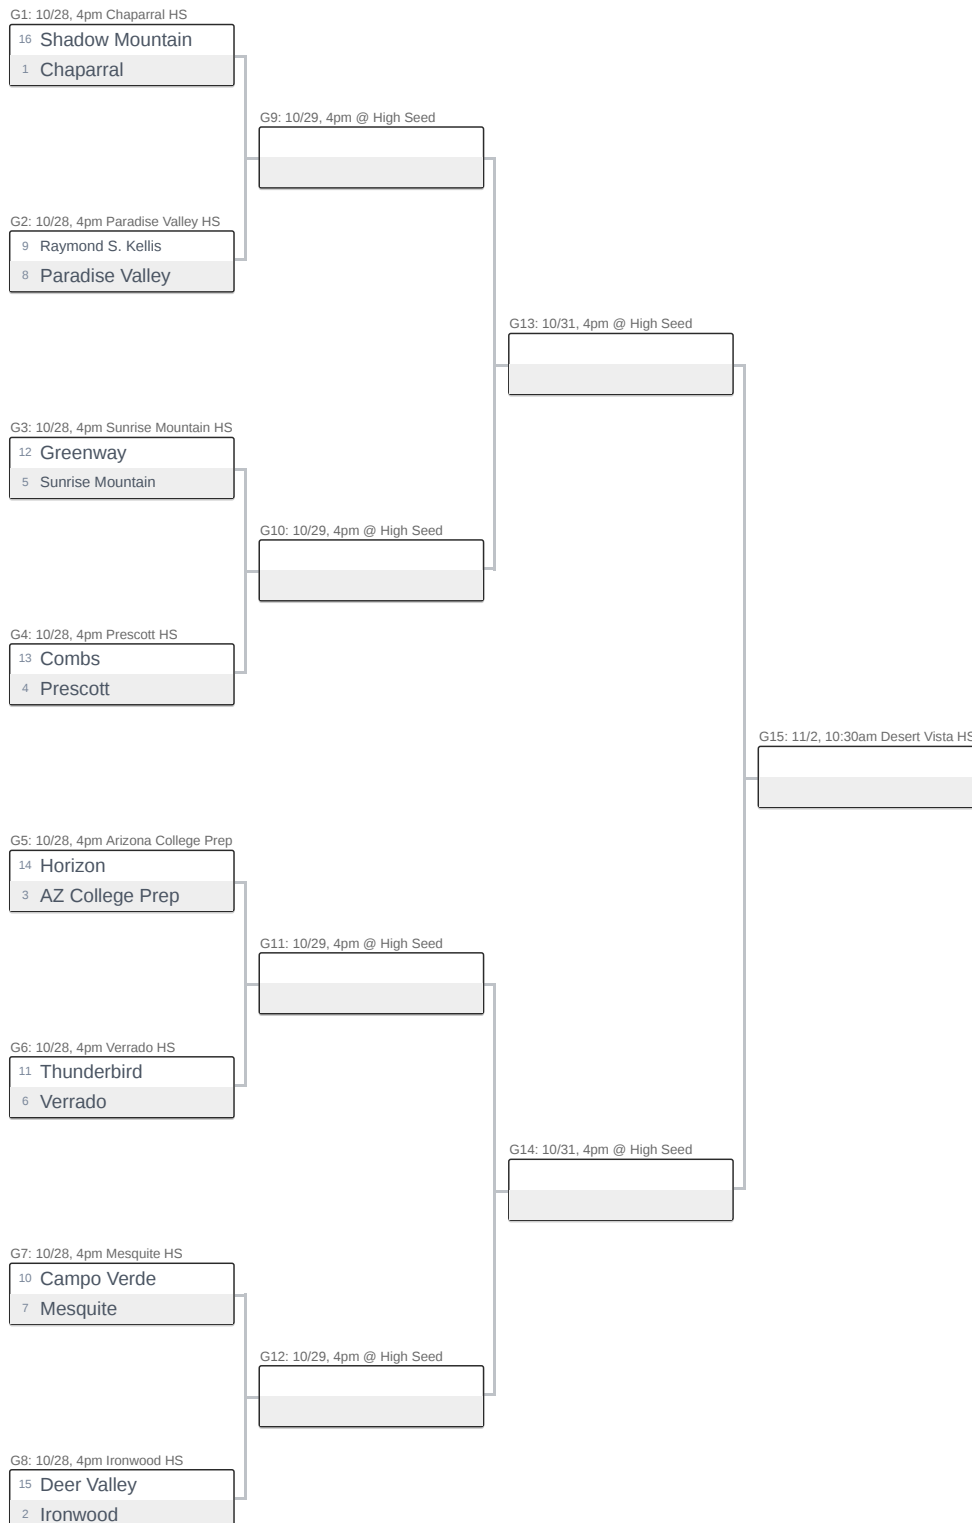 G1: 10/28, 4pm Chaparral HS
16 Shadow Mountain
1 Chaparral
G9: 10/29, 4pm @ High Seed
G2: 10/28, 4pm Paradise Valley HS
9 Raymond S. Kellis
8 Paradise Valley
G13: 10/31, 4pm @ High Seed
G3: 10/28, 4pm Sunrise Mountain HS
12 Greenway
5 Sunrise Mountain
G10: 10/29, 4pm @ High Seed
G4: 10/28, 4pm Prescott HS
13 Combs
4 Prescott
G15: 11/2, 10:30am Desert Vista HS
G5: 10/28, 4pm Arizona College Prep
14 Horizon
3 AZ College Prep
G11: 10/29, 4pm @ High Seed
G6: 10/28, 4pm Verrado HS
11 Thunderbird
6 Verrado
G14: 10/31, 4pm @ High Seed
G7: 10/28, 4pm Mesquite HS
10 Campo Verde
7 Mesquite
G12: 10/29, 4pm @ High Seed
G8: 10/28, 4pm Ironwood HS
15 Deer Valley
2 Ironwood